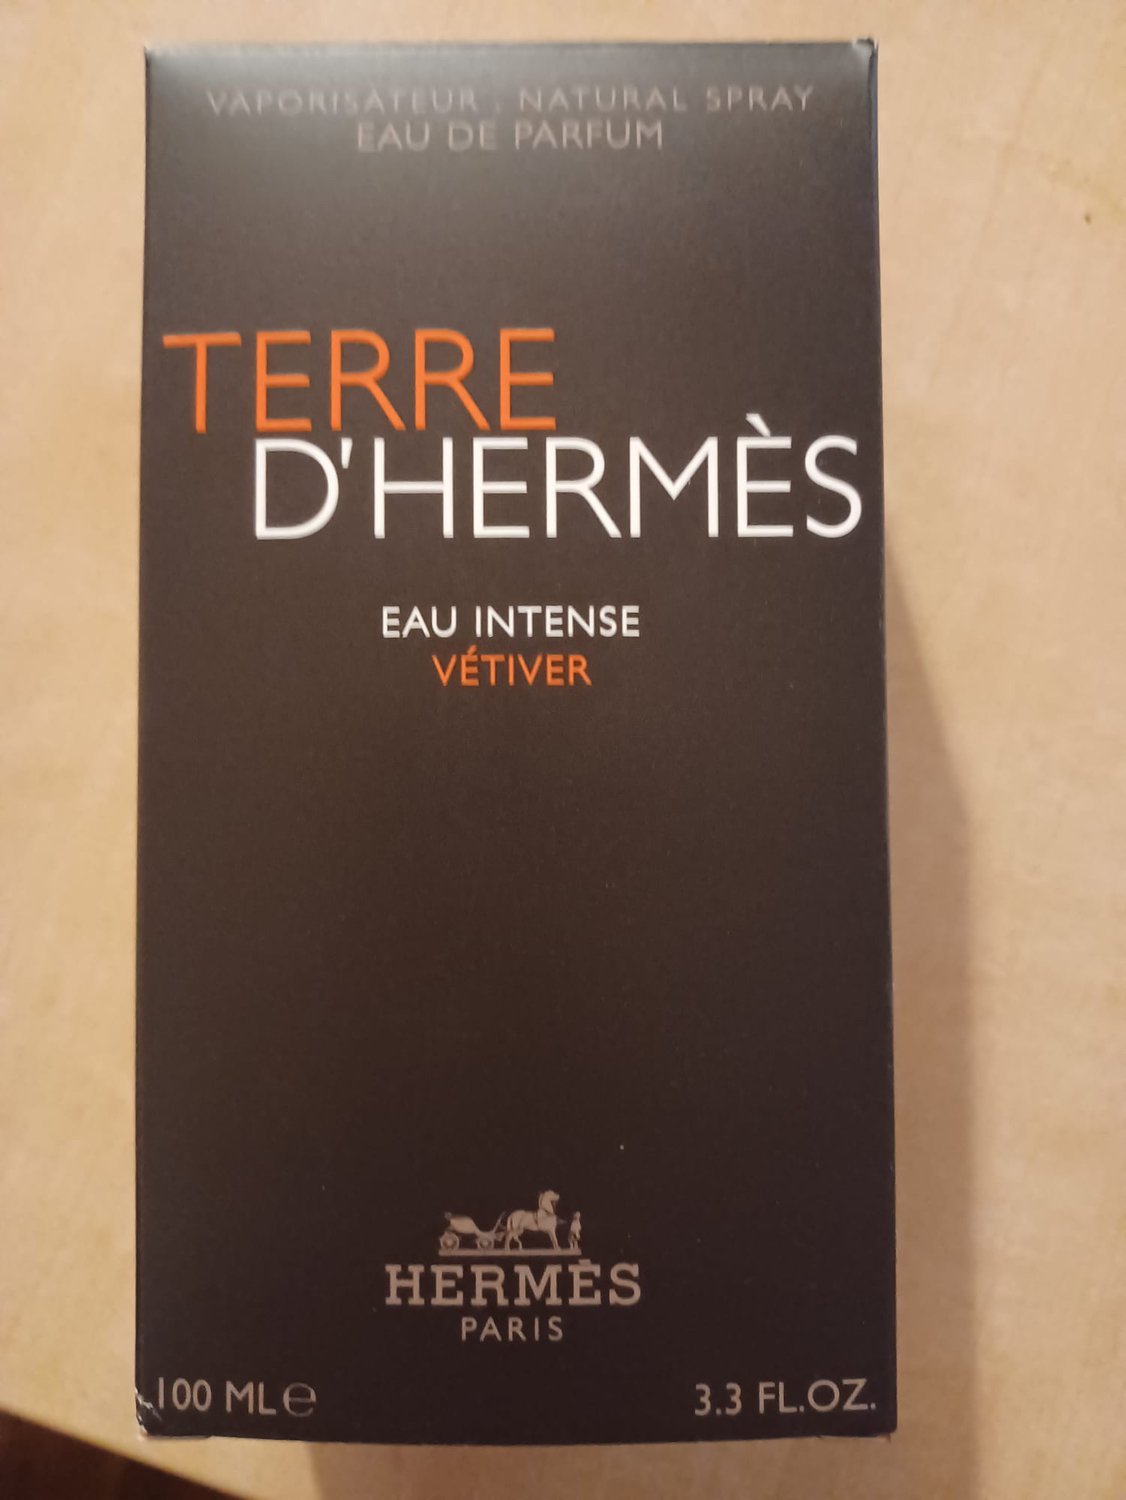 VAPORISATEUR . NATURAL SPRAY
EAU DE PARFUM
TERRE
D'HERMÈS
EAU INTENSE
VÉTIVER
HERMÈS
PARIS
100 ML ℮
3.3 FL.OZ.